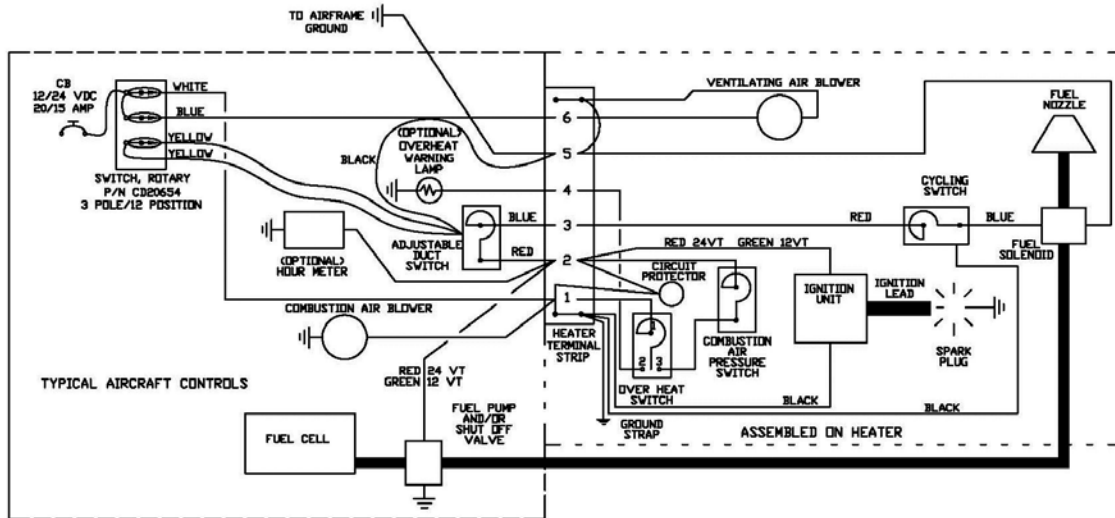 TO AIRFRAME
GROUND
CB
12/24 VDC
20/15 AMP
WHITE
BLUE
YELLOW
YELLOW
SWITCH, ROTARY
P/N CD20654
3 POLE/12 POSITION
BLACK
(OPTIONAL)
OVERHEAT
WARNING
LAMP
(OPTIONAL)
HOUR METER
ADJUSTABLE
DUCT
SWITCH
BLUE
RED
COMBUSTION AIR BLOWER
RED 24 VT
GREEN 12 VT
TYPICAL AIRCRAFT CONTROLS
FUEL CELL
FUEL PUMP
AND/OR
SHUT OFF
VALVE
6
5
4
3
2
1
HEATER
TERMINAL
STRIP
VENTILATING AIR BLOWER
FUEL
NOZZLE
CYCLING
SWITCH
RED
BLUE
FUEL
SOLENOID
RED 24VT GREEN 12VT
CIRCUIT
PROTECTOR
IGNITION
UNIT
IGNITION
LEAD
SPARK
PLUG
COMBUSTION
AIR
PRESSURE
SWITCH
1
2 3
OVER HEAT
SWITCH
BLACK
BLACK
GROUND
STRAP
ASSEMBLED ON HEATER